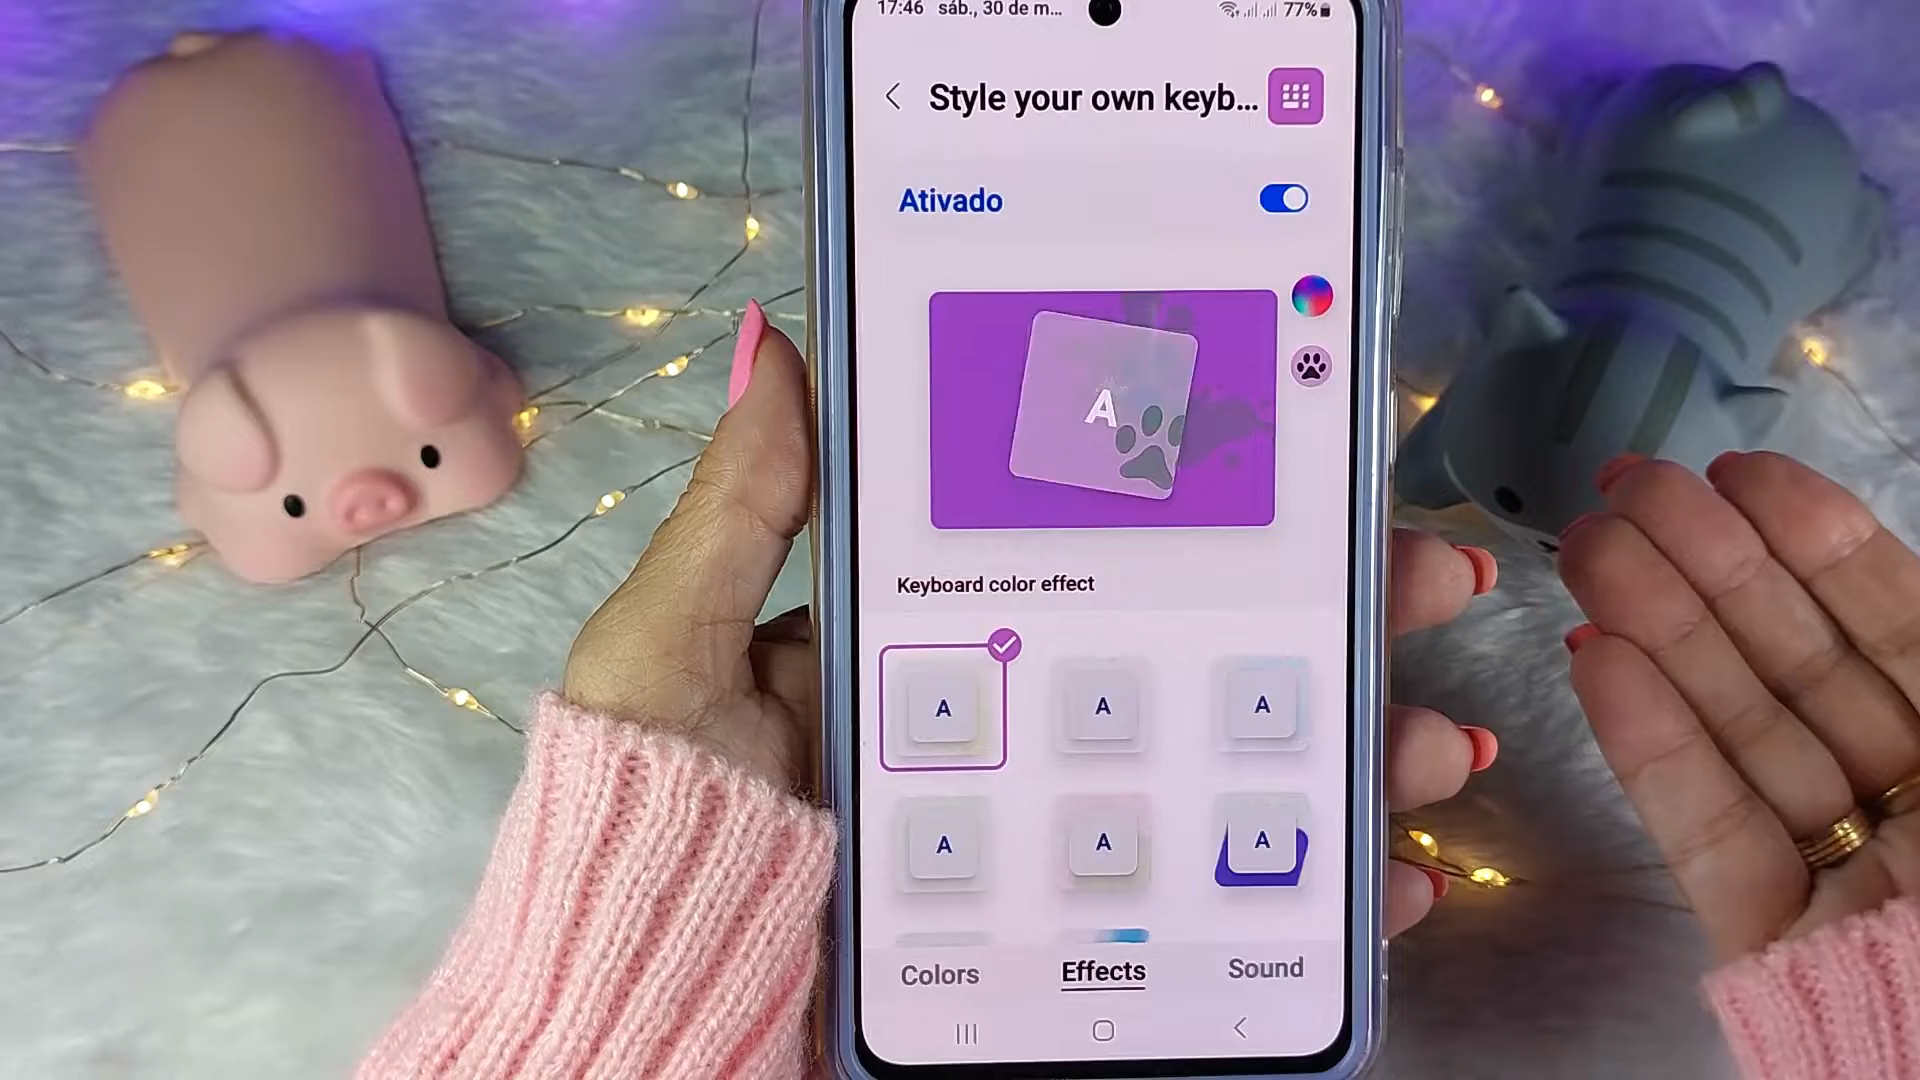 17:46 sáb., 30 de m... 77%
Style your own keyb...
Ativado
A
Keyboard color effect
A A A
A A A
Colors Effects Sound